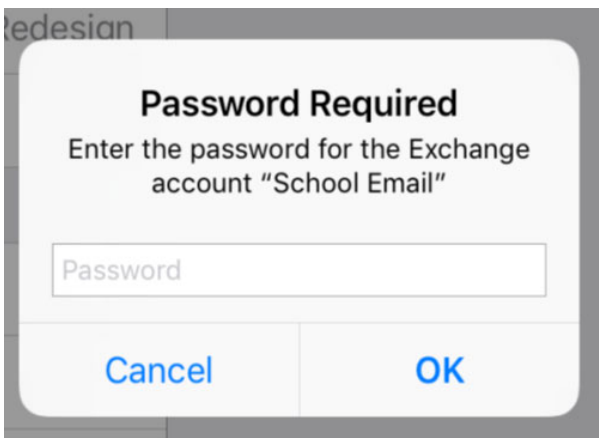 Redesign
Password Required
Enter the password for the Exchange
account “School Email”
Password
Cancel
OK